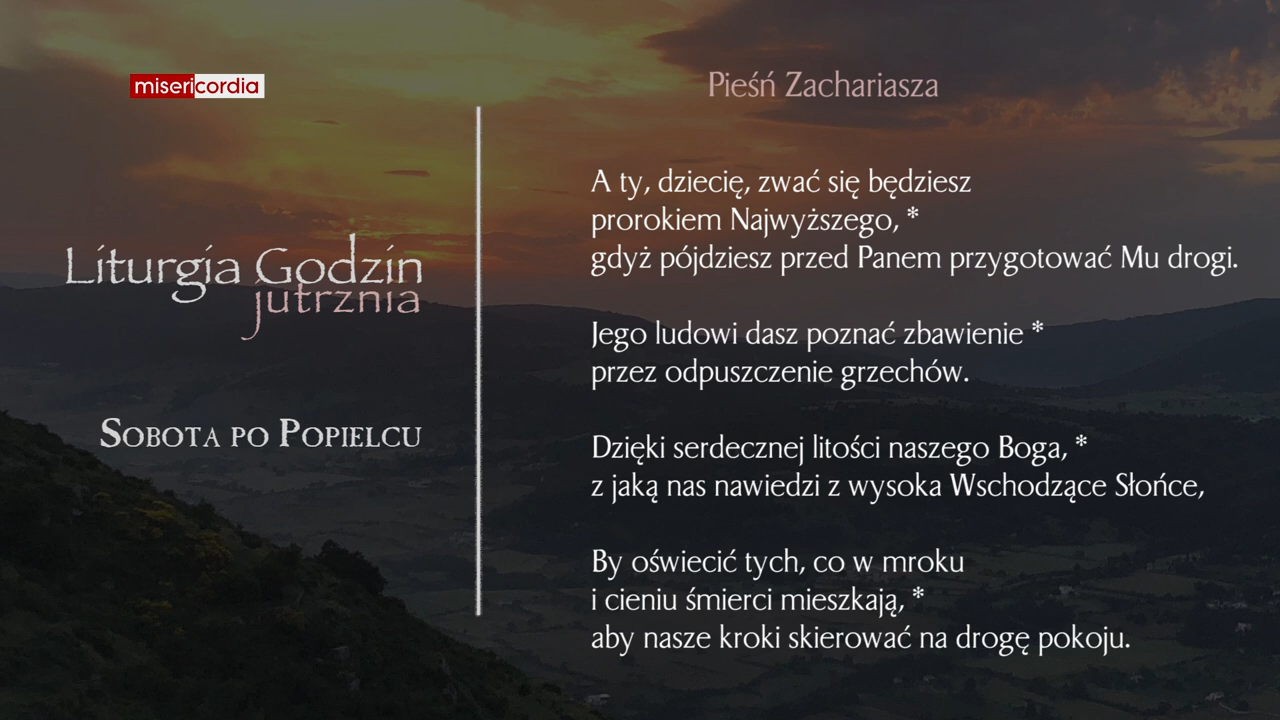 misericordia
Liturgia Godzin
jutrznia
Sobota po Popielcu
Pieśń Zachariasza
A ty, dziecię, zwać się będziesz
prorokiem Najwyższego, *
gdyż pójdziesz przed Panem przygotować Mu drogi.
Jego ludowi dasz poznać zbawienie *
przez odpuszczenie grzechów.
Dzięki serdecznej litości naszego Boga, *
z jaką nas nawiedzi z wysoka Wschodzące Słońce,
By oświecić tych, co w mroku
i cieniu śmierci mieszkają, *
aby nasze kroki skierować na drogę pokoju.